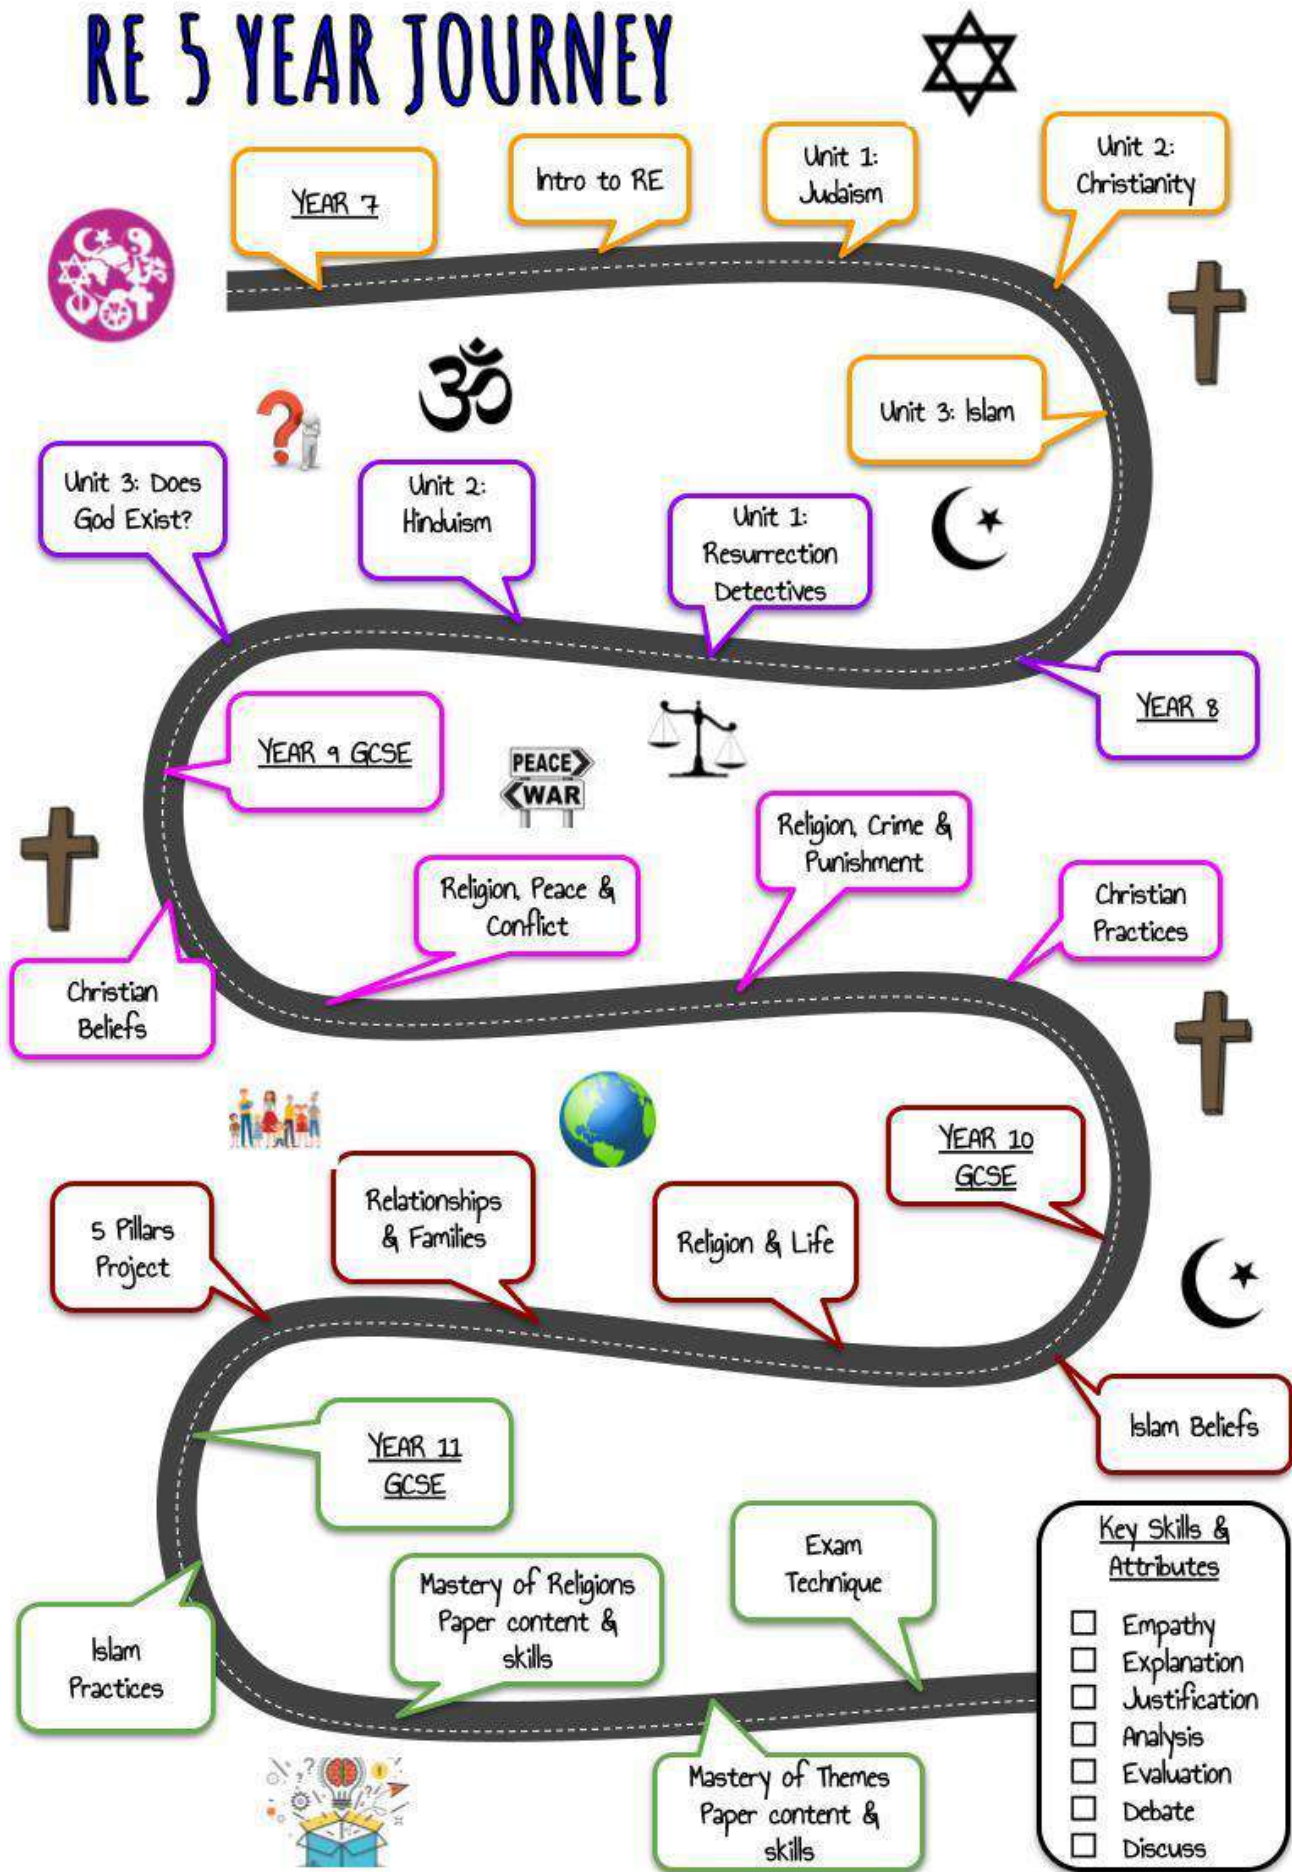 RE 5 YEAR JOURNEY
YEAR 7
Intro to RE
Unit 1:
Judaism
Unit 2:
Christianity
Unit 3: Islam
YEAR 8
Unit 1:
Resurrection
Detectives
Unit 2:
Hinduism
Unit 3: Does
God Exist?
YEAR 9 GCSE
PEACE
WAR
Christian
Beliefs
Religion, Peace &
Conflict
Religion, Crime &
Punishment
Christian
Practices
YEAR 10
GCSE
Islam Beliefs
Religion & Life
Relationships
& Families
5 Pillars
Project
YEAR 11
GCSE
Islam
Practices
Mastery of Religions
Paper content &
skills
Mastery of Themes
Paper content &
skills
Exam
Technique
Key Skills &
Attributes
Empathy
Explanation
Justification
Analysis
Evaluation
Debate
Discuss